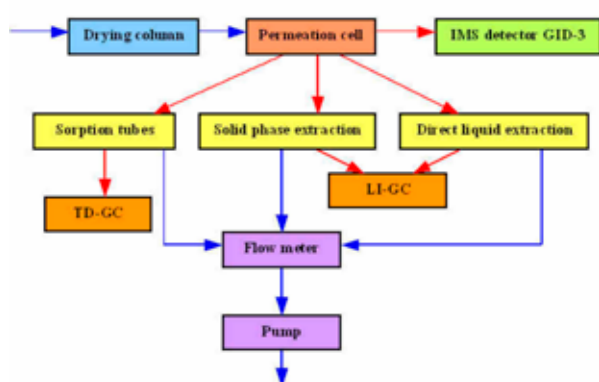 Drying column
Permeation cell
IMS detector GID-3
Sorption tubes
Solid phase extraction
Direct liquid extraction
TD-GC
LI-GC
Flow meter
Pump